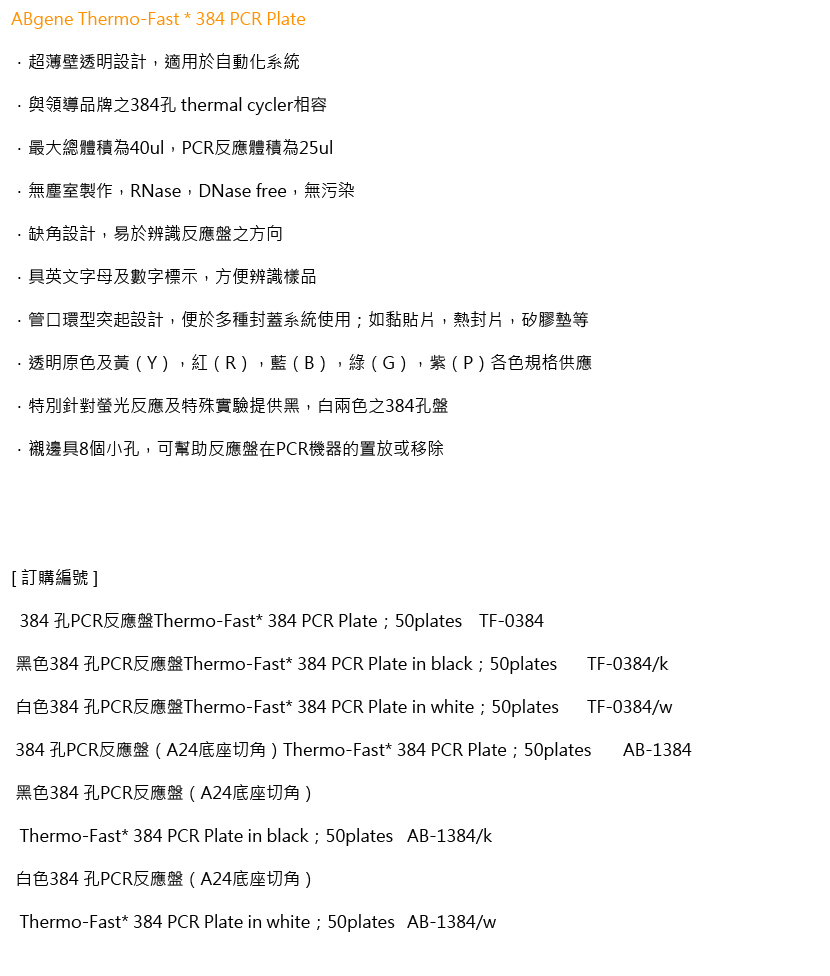 ABgene Thermo-Fast * 384 PCR Plate
．超薄壁透明設計，適用於自動化系統
．與領導品牌之384孔 thermal cycler相容
．最大總體積為40ul，PCR反應體積為25ul
．無塵室製作，RNase，DNase free，無污染
．缺角設計，易於辨識反應盤之方向
．具英文字母及數字標示，方便辨識樣品
．管口環型突起設計，便於多種封蓋系統使用；如黏貼片，熱封片，矽膠墊等
．透明原色及黃（Y），紅（R），藍（B），綠（G），紫（P）各色規格供應
．特別針對螢光反應及特殊實驗提供黑，白兩色之384孔盤
．襯邊具8個小孔，可幫助反應盤在PCR機器的置放或移除
[ 訂購編號 ]
384 孔PCR反應盤Thermo-Fast* 384 PCR Plate；50plates TF-0384
黑色384 孔PCR反應盤Thermo-Fast* 384 PCR Plate in black；50plates TF-0384/k
白色384 孔PCR反應盤Thermo-Fast* 384 PCR Plate in white；50plates TF-0384/w
384 孔PCR反應盤（A24底座切角）Thermo-Fast* 384 PCR Plate；50plates AB-1384
黑色384 孔PCR反應盤（A24底座切角）
Thermo-Fast* 384 PCR Plate in black；50plates AB-1384/k
白色384 孔PCR反應盤（A24底座切角）
Thermo-Fast* 384 PCR Plate in white；50plates AB-1384/w